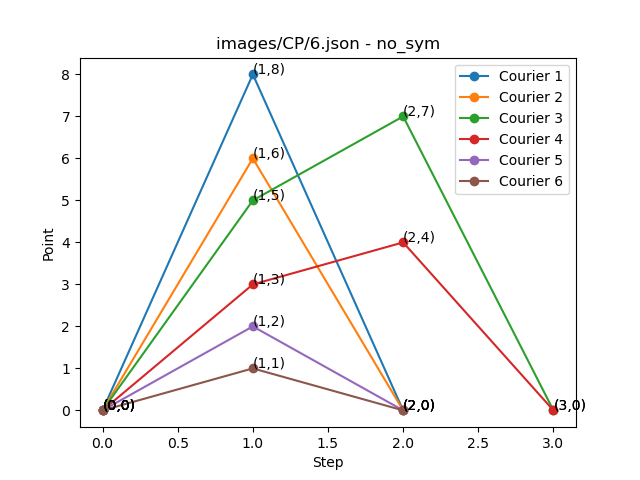 images/CP/6.json - no_sym
Point
8
7
6
5
4
3
2
1
0
(1,8)
(2,7)
(1,6)
(1,5)
(2,4)
(1,3)
(1,2)
(1,1)
(0,0)
(2,0)
(3,0)
Courier 1
Courier 2
Courier 3
Courier 4
Courier 5
Courier 6
0.0 0.5 1.0 1.5 2.0 2.5 3.0
Step